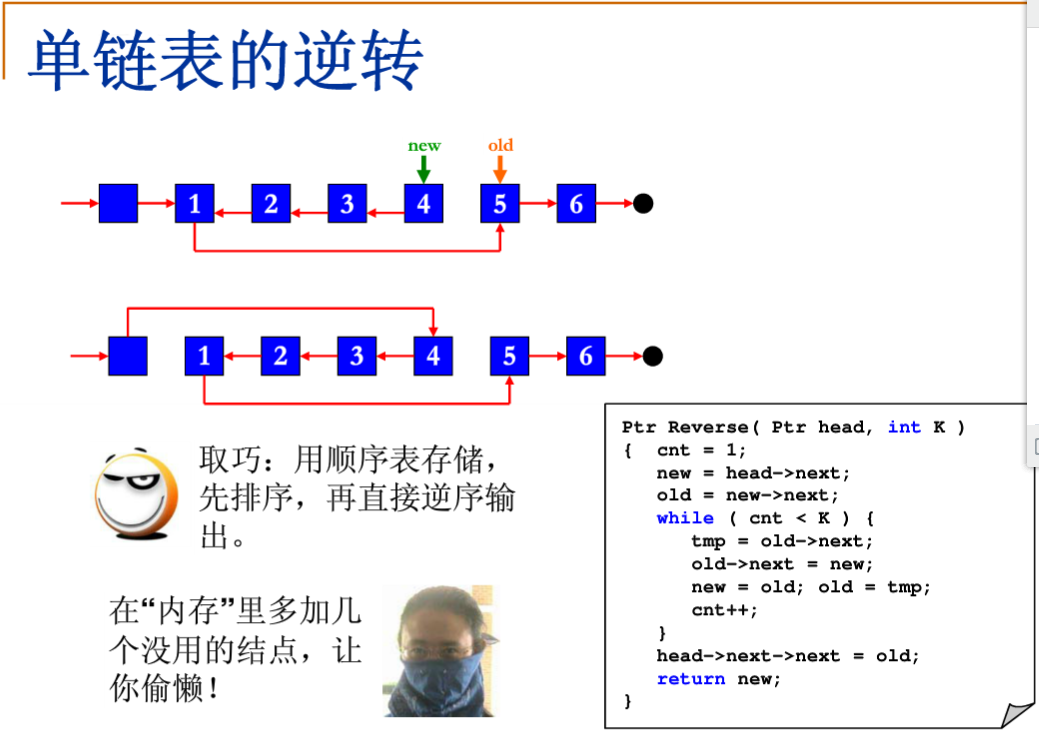 单链表的逆转
new old
1 2 3 4 5 6
1 2 3 4 5 6
取巧：用顺序表存储，
先排序，再直接逆序输
出。
在“内存”里多加几
个没用的结点，让
你偷懒！
Ptr Reverse( Ptr head, int K )
{ cnt = 1;
new = head->next;
old = new->next;
while ( cnt < K ) {
tmp = old->next;
old->next = new;
new = old; old = tmp;
cnt++;
}
head->next->next = old;
return new;
}